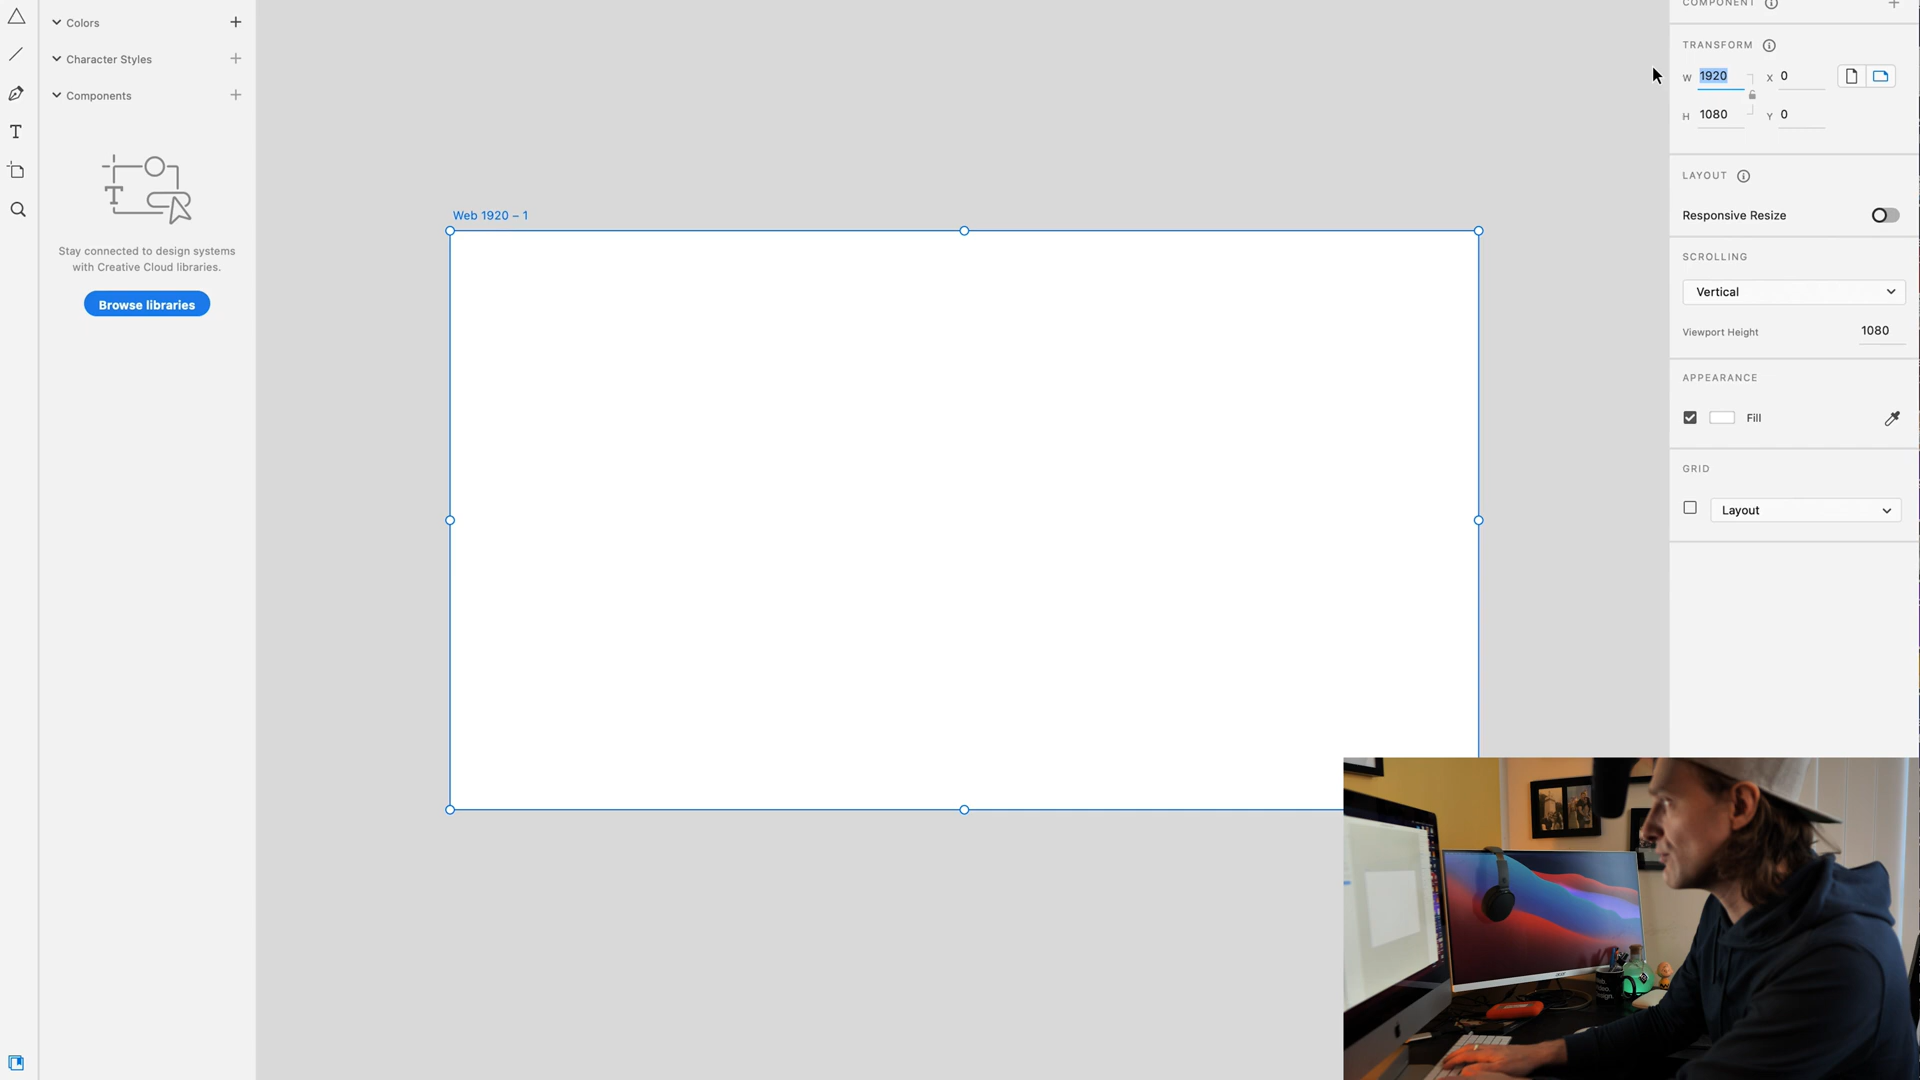 Colors
Character Styles
Components
Stay connected to design systems
with Creative Cloud libraries.
Browse libraries
Web 1920 – 1
COMPONENT
TRANSFORM
W 1920 X 0
H 1080 Y 0
LAYOUT
Responsive Resize
SCROLLING
Vertical
Viewport Height 1080
APPEARANCE
Fill
GRID
Layout
acer